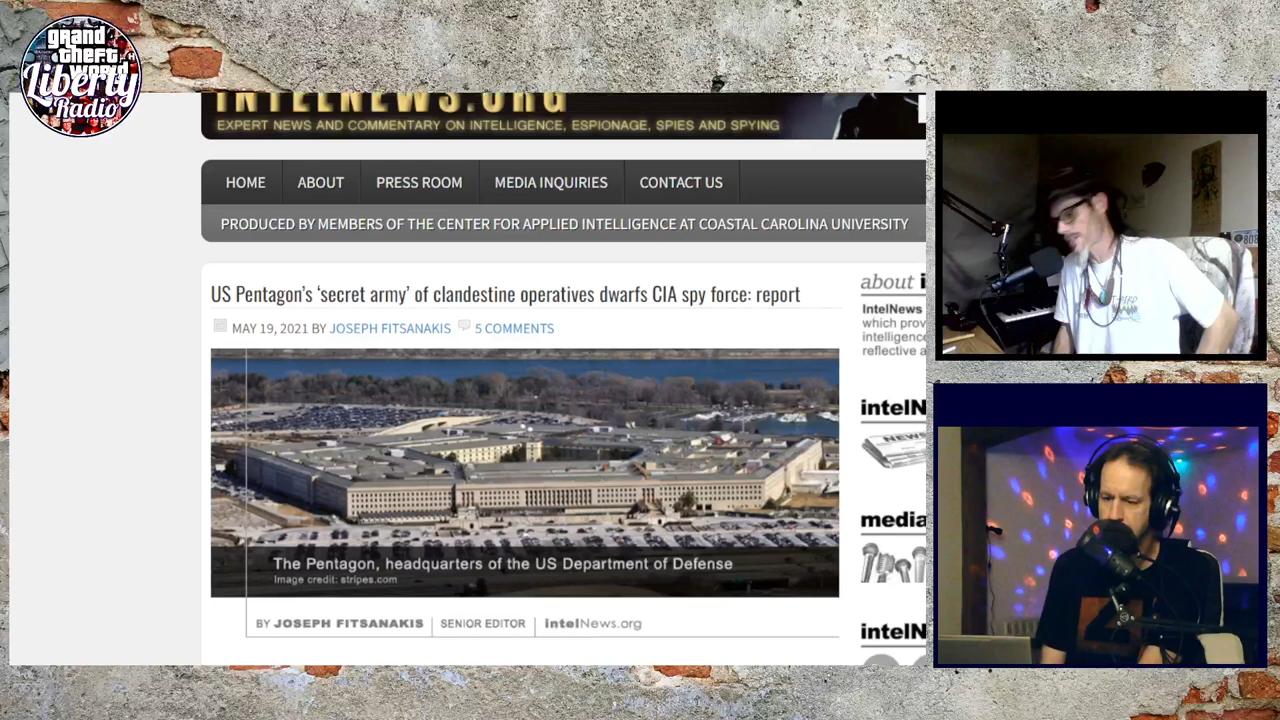 grand
theft
world
Liberty
Radio
INTELNEWS.ORG
EXPERT NEWS AND COMMENTARY ON INTELLIGENCE, ESPIONAGE, SPIES AND SPYING
HOME ABOUT PRESS ROOM MEDIA INQUIRIES CONTACT US
PRODUCED BY MEMBERS OF THE CENTER FOR APPLIED INTELLIGENCE AT COASTAL CAROLINA UNIVERSITY
US Pentagon's ‘secret army’ of clandestine operatives dwarfs CIA spy force: report
MAY 19, 2021 BY JOSEPH FITSANAKIS 5 COMMENTS
The Pentagon, headquarters of the US Department of Defense
Image credit: stripes.com
BY JOSEPH FITSANAKIS SENIOR EDITOR intelNews.org
about i
IntelNews
which prov
intelligence
reflective a
intelN
NEWS
media
intelN
808